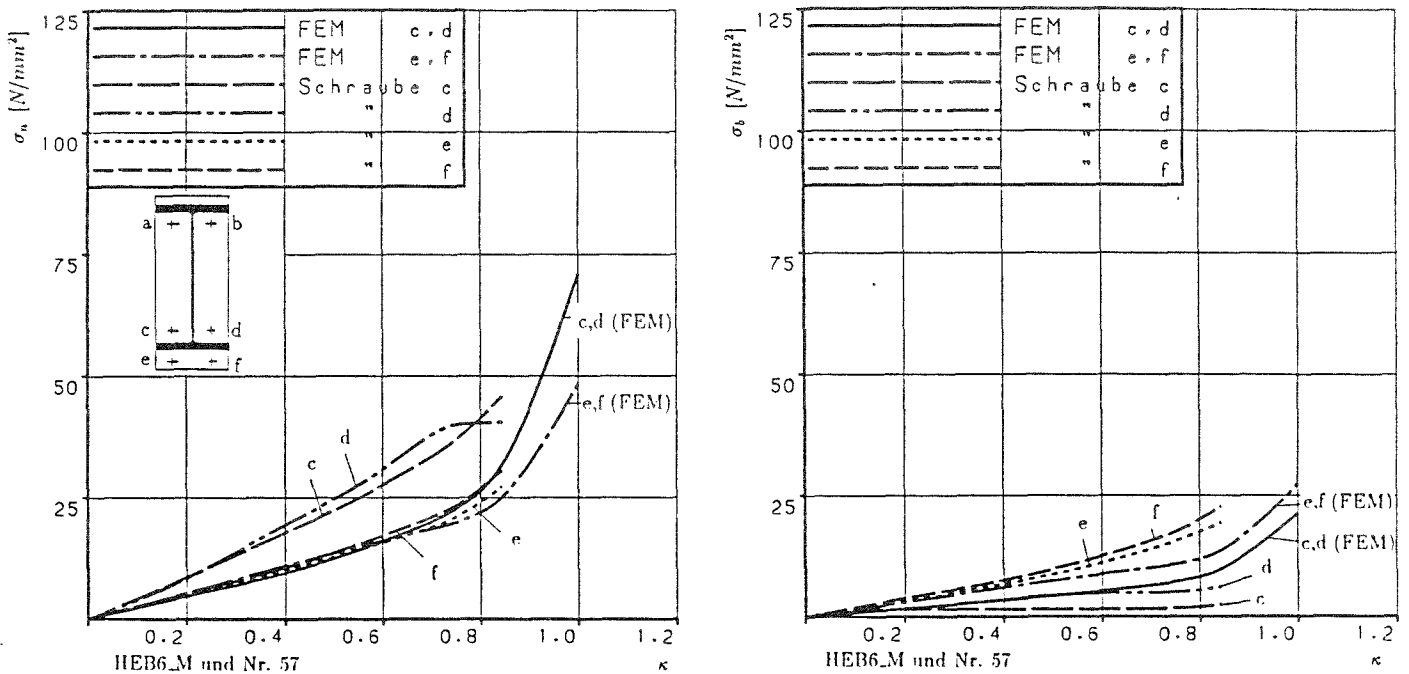 125
σn [N/mm²]
100
75
50
25
FEM c,d
FEM e,f
Schraube c
" d
" e
" f
a b
c d
e f
d
c
c,d (FEM)
e,f (FEM)
e
f
0.2 0.4 0.6 0.8 1.0 1.2
HEB6_M und Nr. 57 κ
125
σb [N/mm²]
100
75
50
25
FEM c,d
FEM e,f
Schraube c
" d
" e
" f
e
f
e,f (FEM)
c,d (FEM)
d
c
0.2 0.4 0.6 0.8 1.0 1.2
HEB6_M und Nr. 57 κ